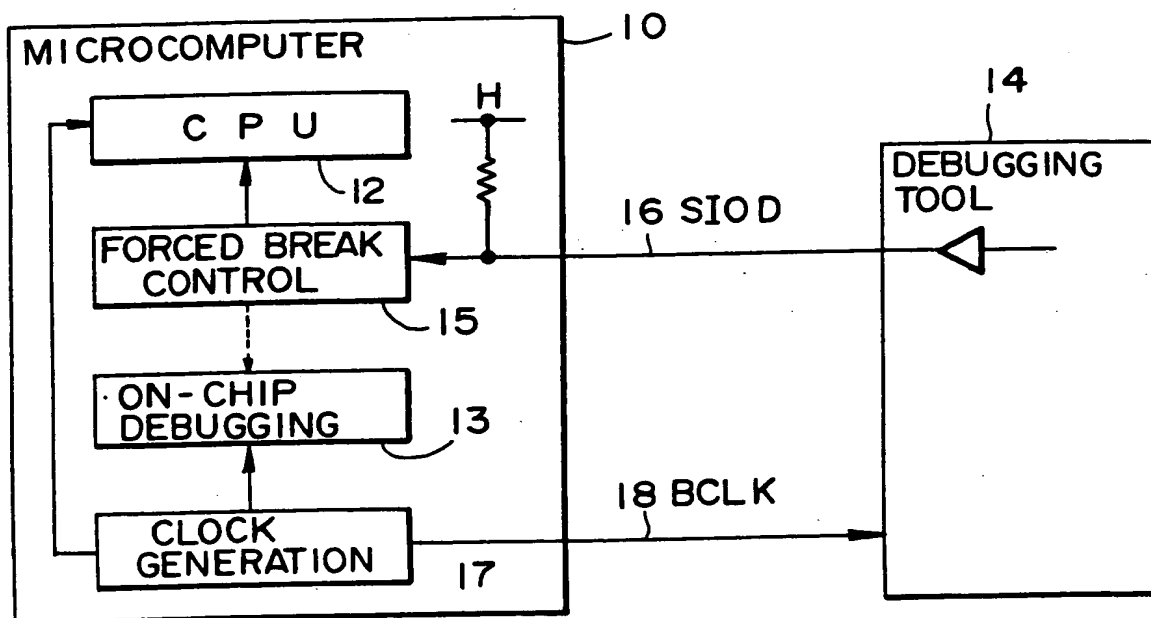 10
MICROCOMPUTER
14
H
C P U
DEBUGGING
TOOL
12
16 SIOD
FORCED BREAK
CONTROL
15
ON-CHIP
DEBUGGING
13
18 BCLK
CLOCK
GENERATION
17